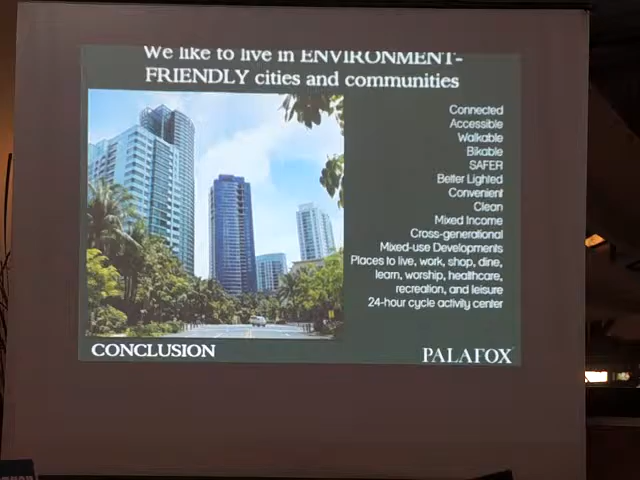 We like to live in ENVIRONMENT-
FRIENDLY cities and communities
Connected
Accessible
Walkable
Bikable
SAFER
Better Lighted
Convenient
Clean
Mixed Income
Cross-generational
Mixed-use Developments
Places to live, work, shop, dine,
learn, worship, healthcare,
recreation, and leisure
24-hour cycle activity center
CONCLUSION
PALAFOX